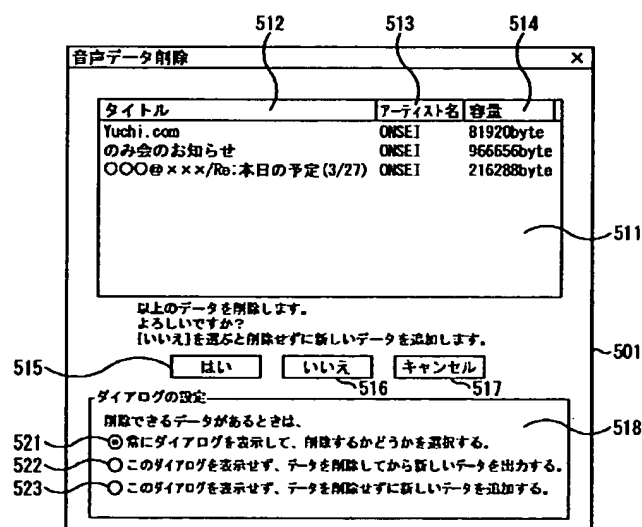 512
513
514
音声データ削除 ×
タイトル アーティスト名 容量
Yuchi.com ONSEI 81920byte
のみ会のお知らせ ONSEI 966656byte
○○○@×××/Re:本日の予定(3/27) ONSEI 216288byte
511
以上のデータを削除します。
よろしいですか?
[いいえ]を選ぶと削除せずに新しいデータを追加します。
501
515 はい いいえ キャンセル
516 517
ダイアログの設定
518
削除できるデータがあるときは、
521 常にダイアログを表示して、削除するかどうかを選択する。
522 このダイアログを表示せず、データを削除してから新しいデータを出力する。
523 このダイアログを表示せず、データを削除せずに新しいデータを追加する。